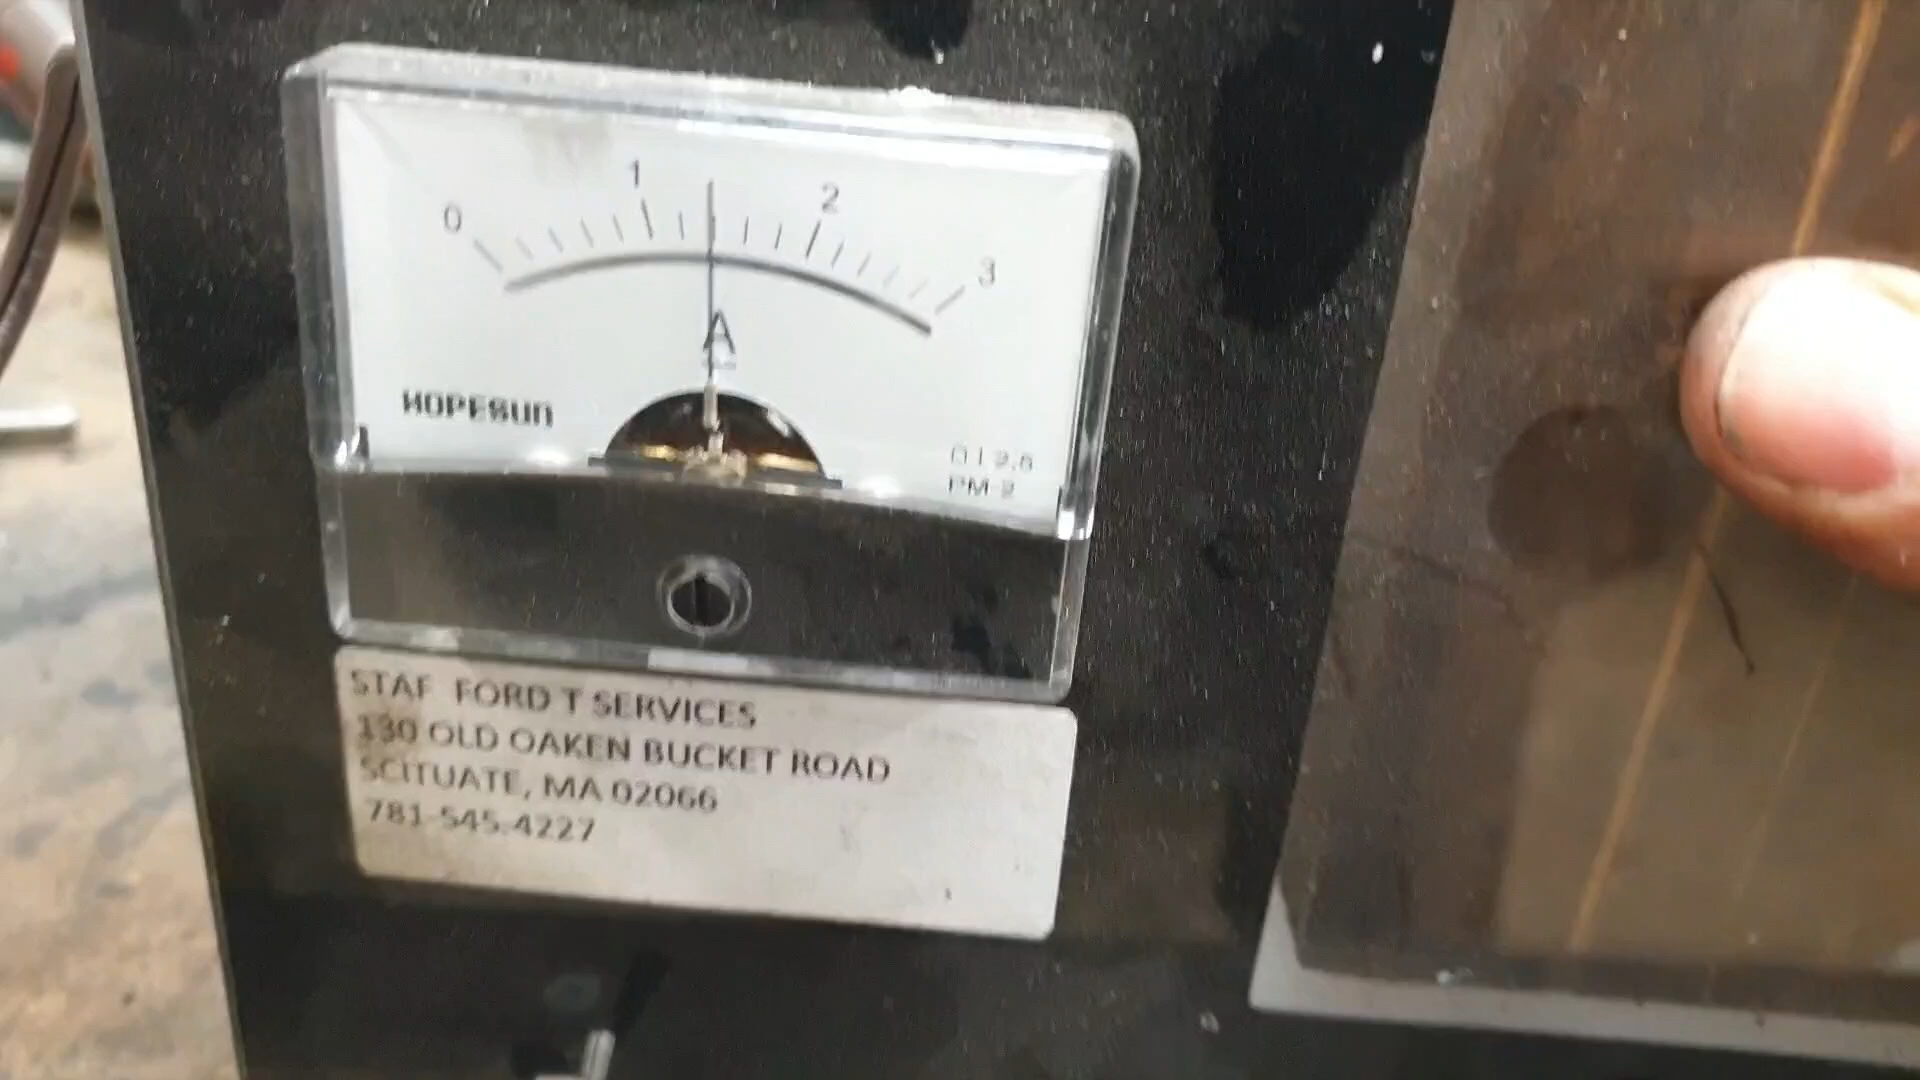 0 1 2 3
A
HOPESUN
PM-2
STAF FORD T SERVICES
130 OLD OAKEN BUCKET ROAD
SCITUATE, MA 02066
781-545-4227